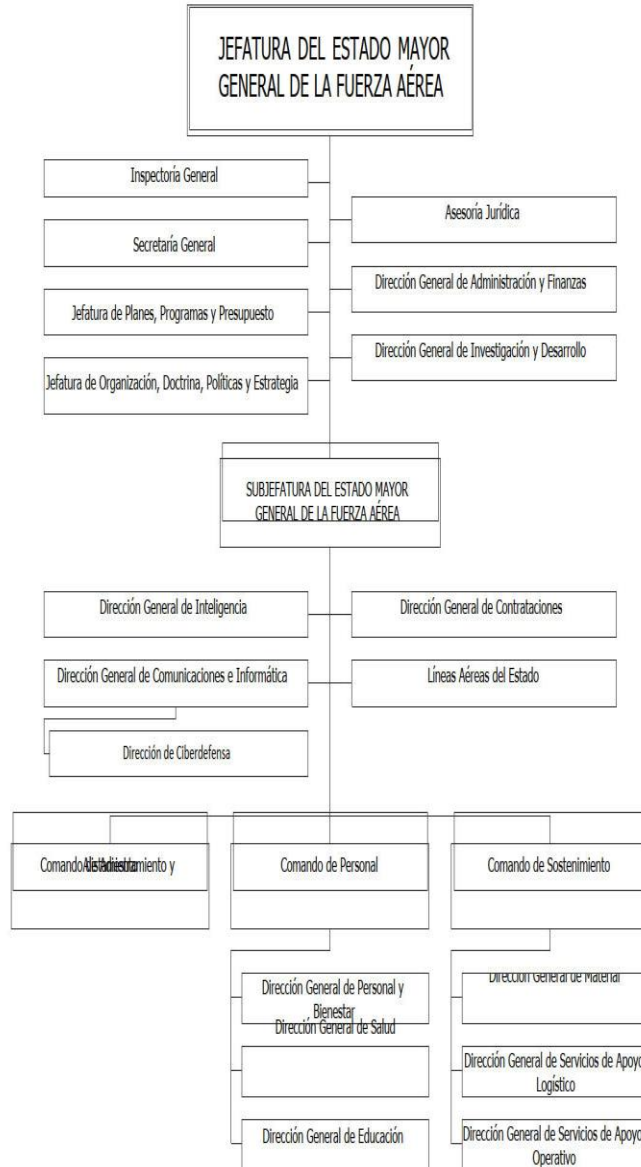 JEFATURA DEL ESTADO MAYOR
GENERAL DE LA FUERZA AÉREA
Inspectoría General
Asesoría Jurídica
Secretaría General
Dirección General de Administración y Finanzas
Jefatura de Planes, Programas y Presupuesto
Dirección General de Investigación y Desarrollo
Jefatura de Organización, Doctrina, Políticas y Estrategia
SUBJEFATURA DEL ESTADO MAYOR
GENERAL DE LA FUERZA AÉREA
Dirección General de Inteligencia
Dirección General de Contrataciones
Dirección General de Comunicaciones e Informática
Líneas Aéreas del Estado
Dirección de Ciberdefensa
Comando de Adiestramiento y
Comando de Personal
Comando de Sostenimiento
Dirección General de Personal y
Bienestar
Dirección General de Salud
Dirección General de Educación
Dirección General de Material
Dirección General de Servicios de Apoyo
Logístico
Dirección General de Servicios de Apoyo
Operativo